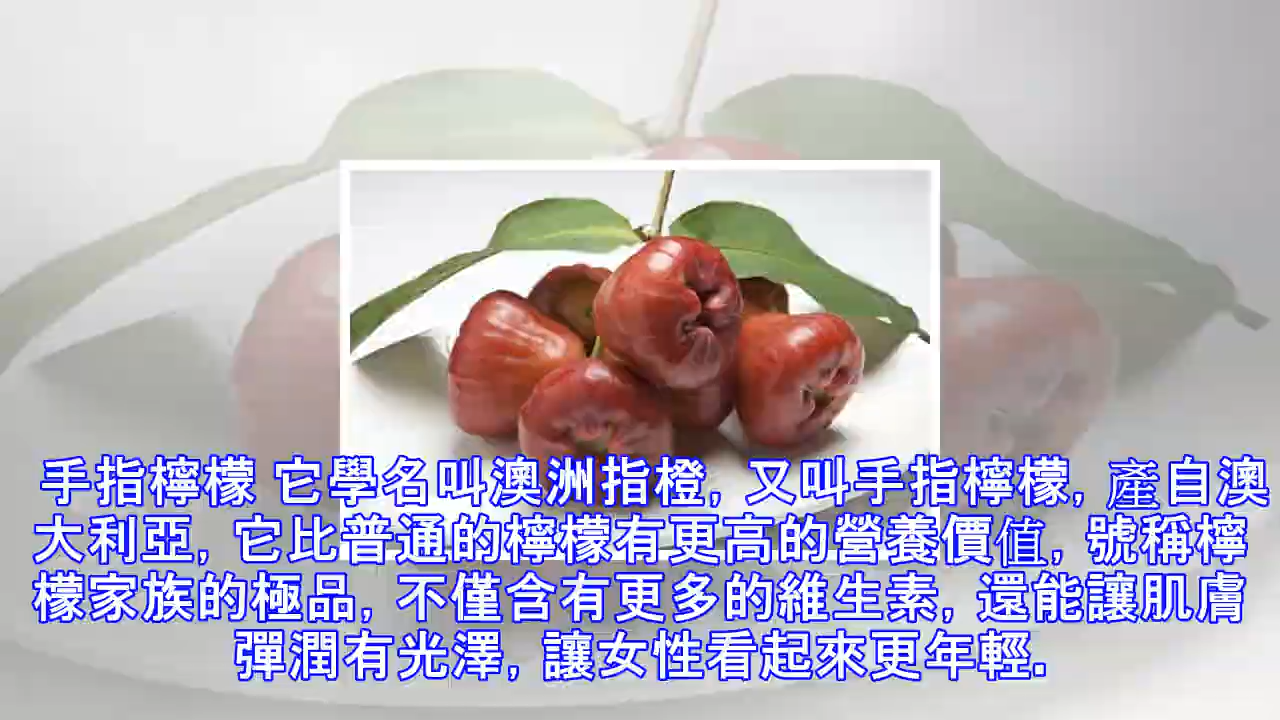 手指檸檬 它學名叫澳洲指橙, 又叫手指檸檬, 產自澳
大利亞, 它比普通的檸檬有更高的營養價值, 號稱檸
檬家族的極品, 不僅含有更多的維生素, 還能讓肌膚
彈潤有光澤, 讓女性看起來更年輕.